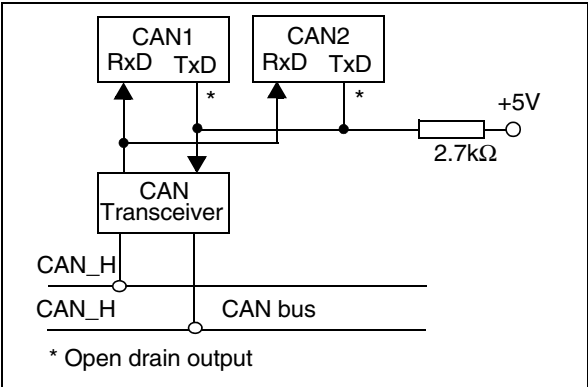 CAN1
RxD TxD
*
CAN2
RxD TxD
*
+5V
2.7kΩ
CAN
Transceiver
CAN_H
CAN_H
CAN bus
* Open drain output